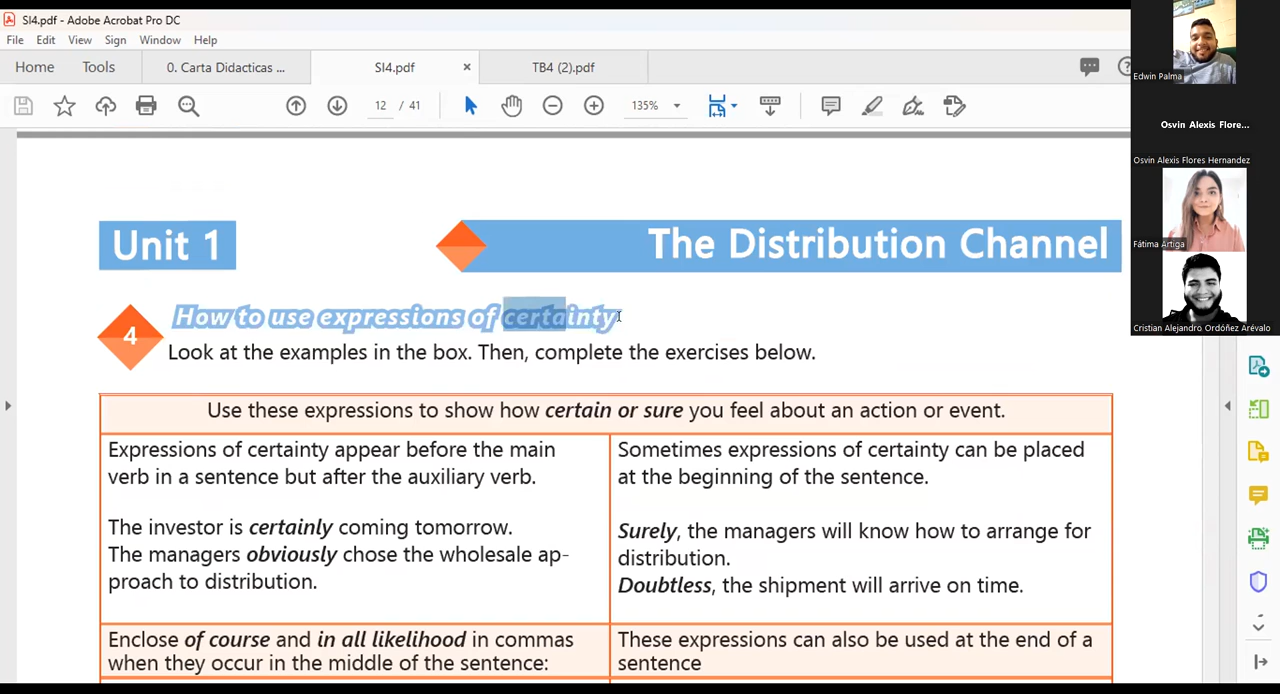 SI4.pdf - Adobe Acrobat Pro DC
File Edit View Sign Window Help
Home Tools 0. Carta Didacticas ... SI4.pdf × TB4 (2).pdf
12 / 41 135%
Unit 1
The Distribution Channel
4
How to use expressions of certainty
Look at the examples in the box. Then, complete the exercises below.
Use these expressions to show how certain or sure you feel about an action or event.
Expressions of certainty appear before the main
verb in a sentence but after the auxiliary verb.
The investor is certainly coming tomorrow.
The managers obviously chose the wholesale ap-
proach to distribution.
Sometimes expressions of certainty can be placed
at the beginning of the sentence.
Surely, the managers will know how to arrange for
distribution.
Doubtless, the shipment will arrive on time.
Enclose of course and in all likelihood in commas
when they occur in the middle of the sentence:
These expressions can also be used at the end of a
sentence
Edwin Palma
Osvin Alexis Flore...
Osvin Alexis Flores Hernandez
Fátima Artiga
Cristian Alejandro Ordóñez Arévalo